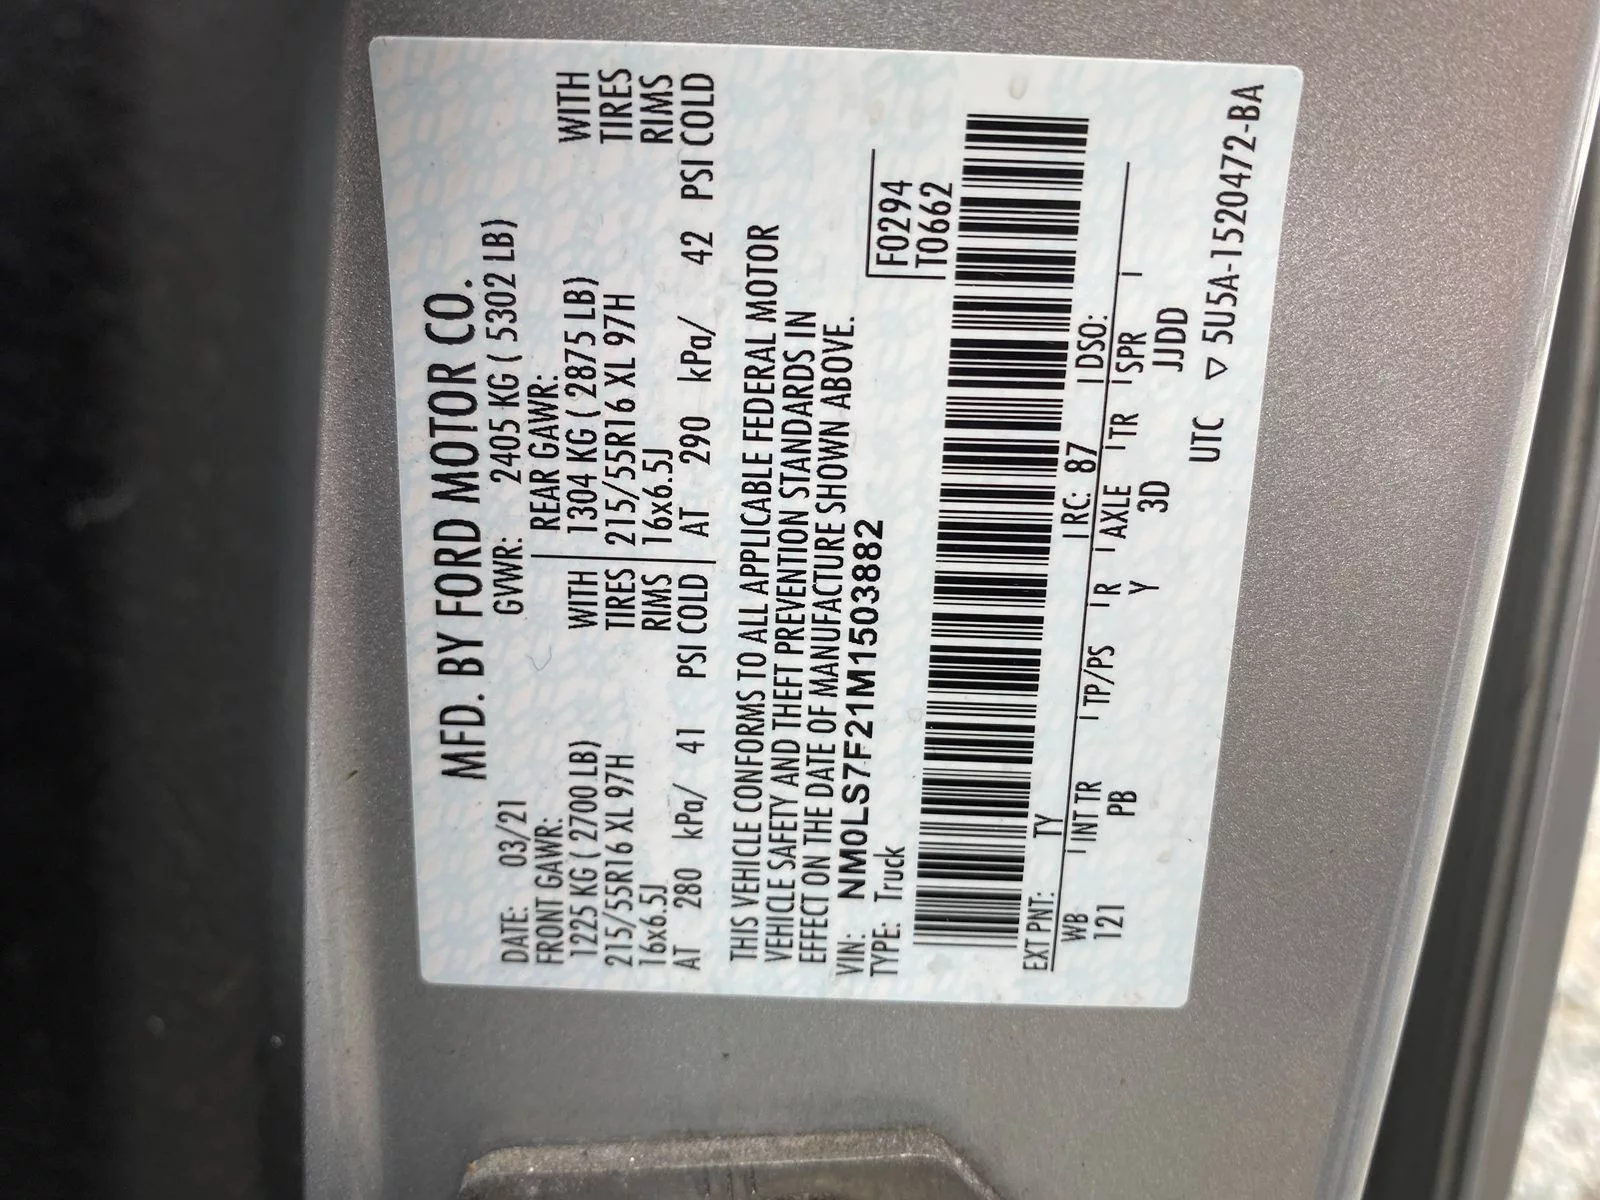 MFD. BY FORD MOTOR CO.
DATE: 03/21 GVWR: 2405 KG ( 5302 LB)
FRONT GAWR: REAR GAWR:
1225 KG ( 2700 LB) WITH 1304 KG ( 2875 LB) WITH
215/55R16 XL 97H TIRES 215/55R16 XL 97H TIRES
16x6.5J RIMS 16x6.5J RIMS
AT 280 kPa/ 41 PSI COLD AT 290 kPa/ 42 PSI COLD
THIS VEHICLE CONFORMS TO ALL APPLICABLE FEDERAL MOTOR
VEHICLE SAFETY AND THEFT PREVENTION STANDARDS IN
EFFECT ON THE DATE OF MANUFACTURE SHOWN ABOVE.
VIN: NM0LS7F21M1503882 F0294
TYPE: Truck T0662
EXT PNT: TY RC: 87 DSO:
WB INT TR TP/PS R AXLE TR SPR
121 PB Y 3D JJDD
UTC ▽ 5U5A-1520472-BA